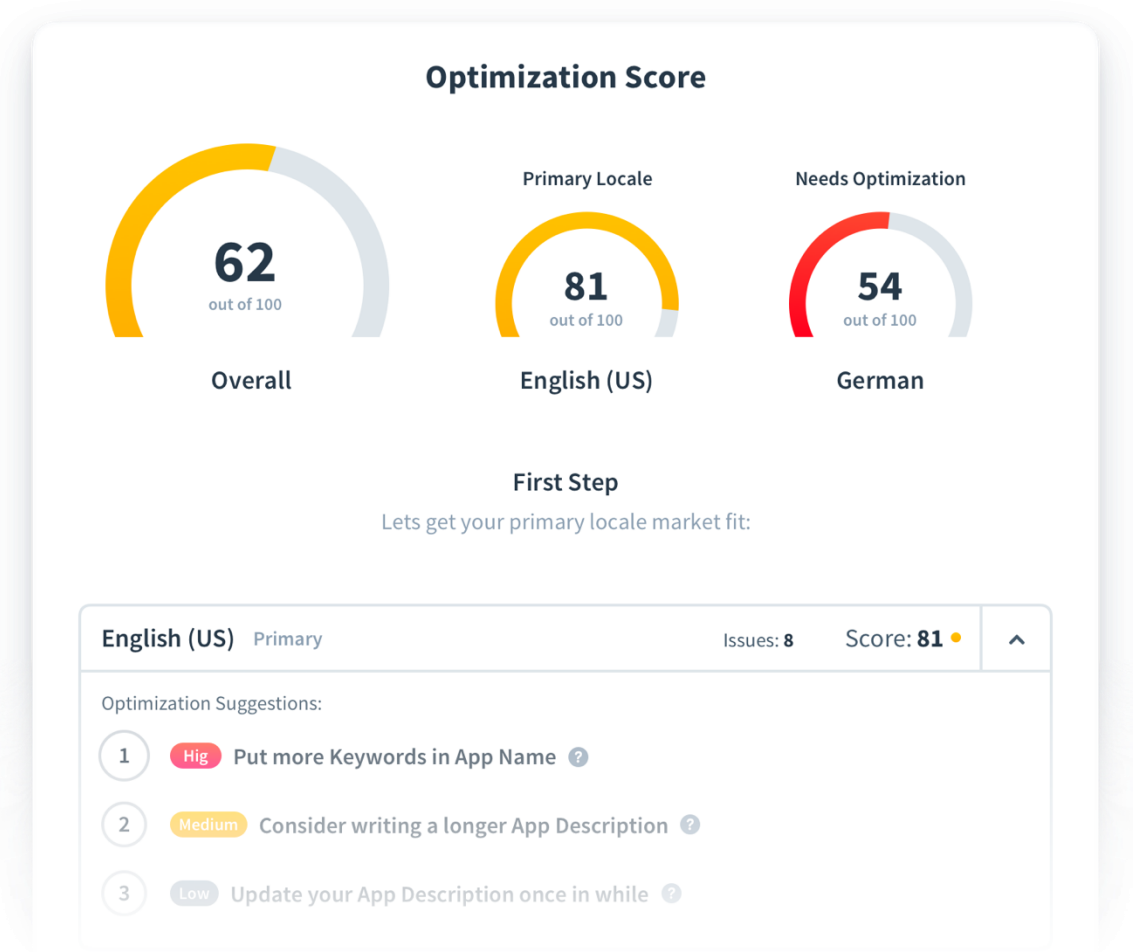 Optimization Score
Primary Locale
Needs Optimization
62
out of 100
81
out of 100
54
out of 100
Overall
English (US)
German
First Step
Lets get your primary locale market fit:
English (US) Primary Issues: 8 Score: 81
Optimization Suggestions:
1 Hig Put more Keywords in App Name ?
2 Medium Consider writing a longer App Description ?
3 Low Update your App Description once in while ?